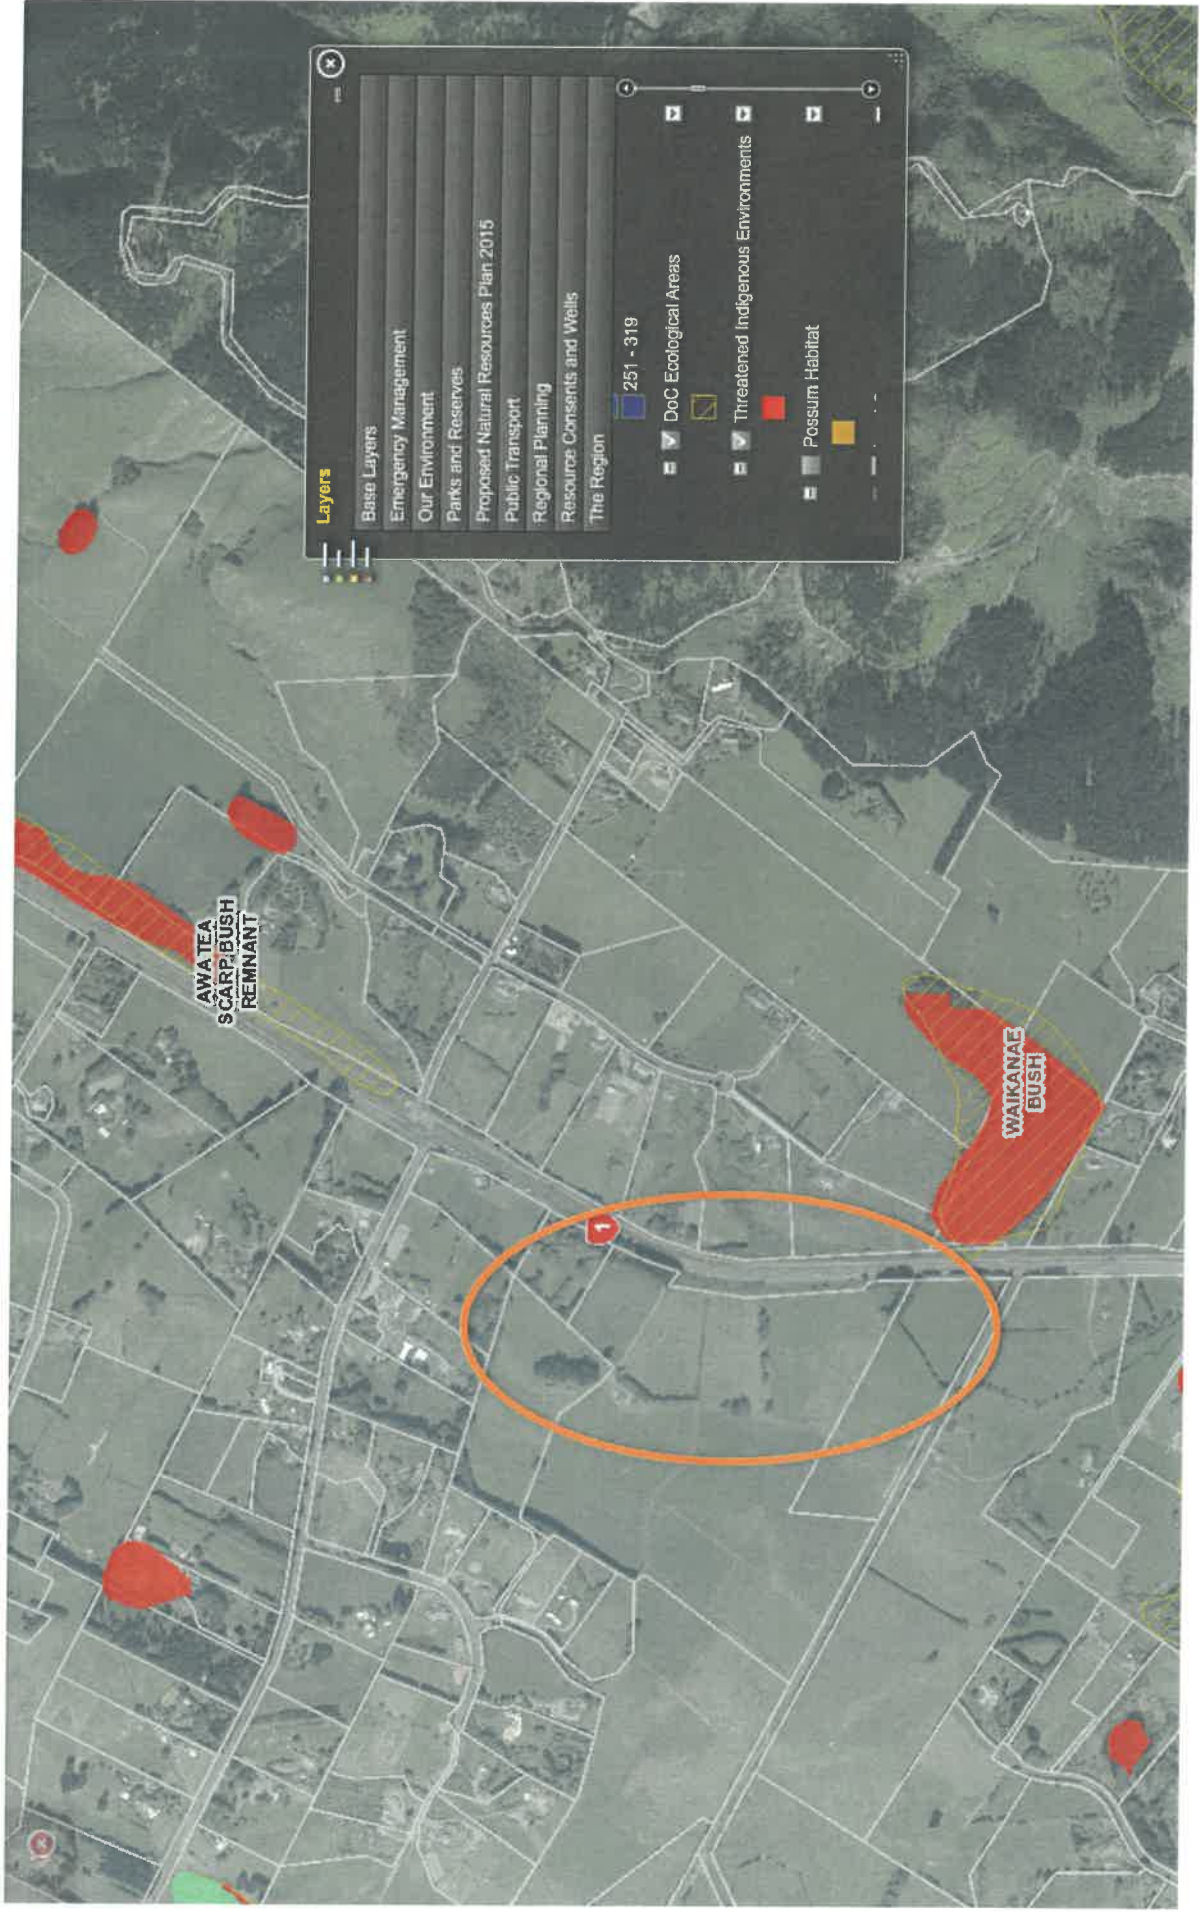 Layers
Base Layers
Emergency Management
Our Environment
Parks and Reserves
Proposed Natural Resources Plan 2015
Public Transport
Regional Planning
Resource Consents and Wells
The Region
251 - 319
DoC Ecological Areas
Threatened Indigenous Environments
Possum Habitat
AWA TEA
SCARP BUSH
REMNANT
1
WAIKANAE
BUSH